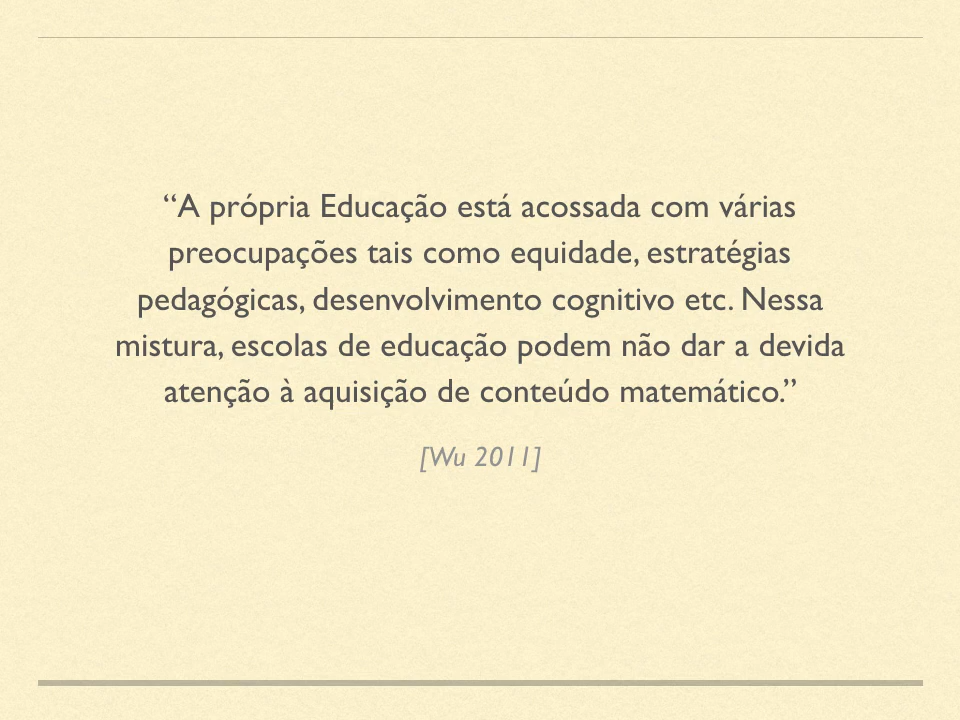 “A própria Educação está acossada com várias
preocupações tais como equidade, estratégias
pedagógicas, desenvolvimento cognitivo etc. Nessa
mistura, escolas de educação podem não dar a devida
atenção à aquisição de conteúdo matemático.”
[Wu 2011]